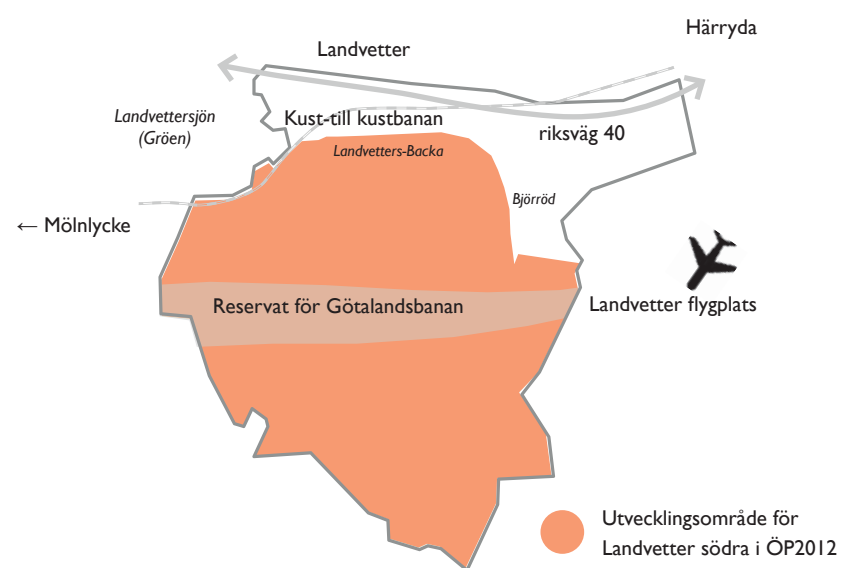 Härryda
Landvetter
Landvettersjön
(Gröen)
Kust-till kustbanan
riksväg 40
Landvetters-Backa
Björröd
← Mölnlycke
Reservat för Götalandsbanan
Landvetter flygplats
Utvecklingsområde för
Landvetter södra i ÖP2012